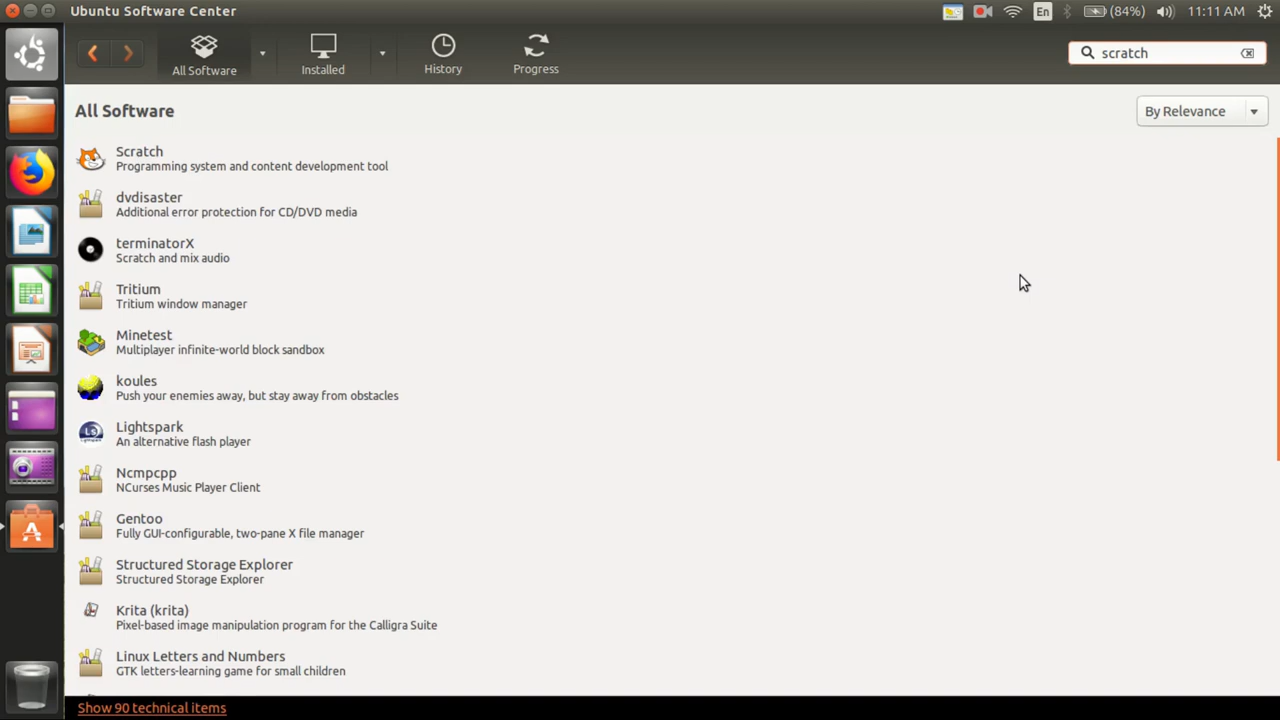 Ubuntu Software Center
En
(84%)
11:11 AM
All Software
Installed
History
Progress
scratch
All Software
By Relevance
Scratch
Programming system and content development tool
dvdisaster
Additional error protection for CD/DVD media
terminatorX
Scratch and mix audio
Tritium
Tritium window manager
Minetest
Multiplayer infinite-world block sandbox
koules
Push your enemies away, but stay away from obstacles
Lightspark
An alternative flash player
Ncmpcpp
NCurses Music Player Client
Gentoo
Fully GUI-configurable, two-pane X file manager
Structured Storage Explorer
Structured Storage Explorer
Krita (krita)
Pixel-based image manipulation program for the Calligra Suite
Linux Letters and Numbers
GTK letters-learning game for small children
Show 90 technical items